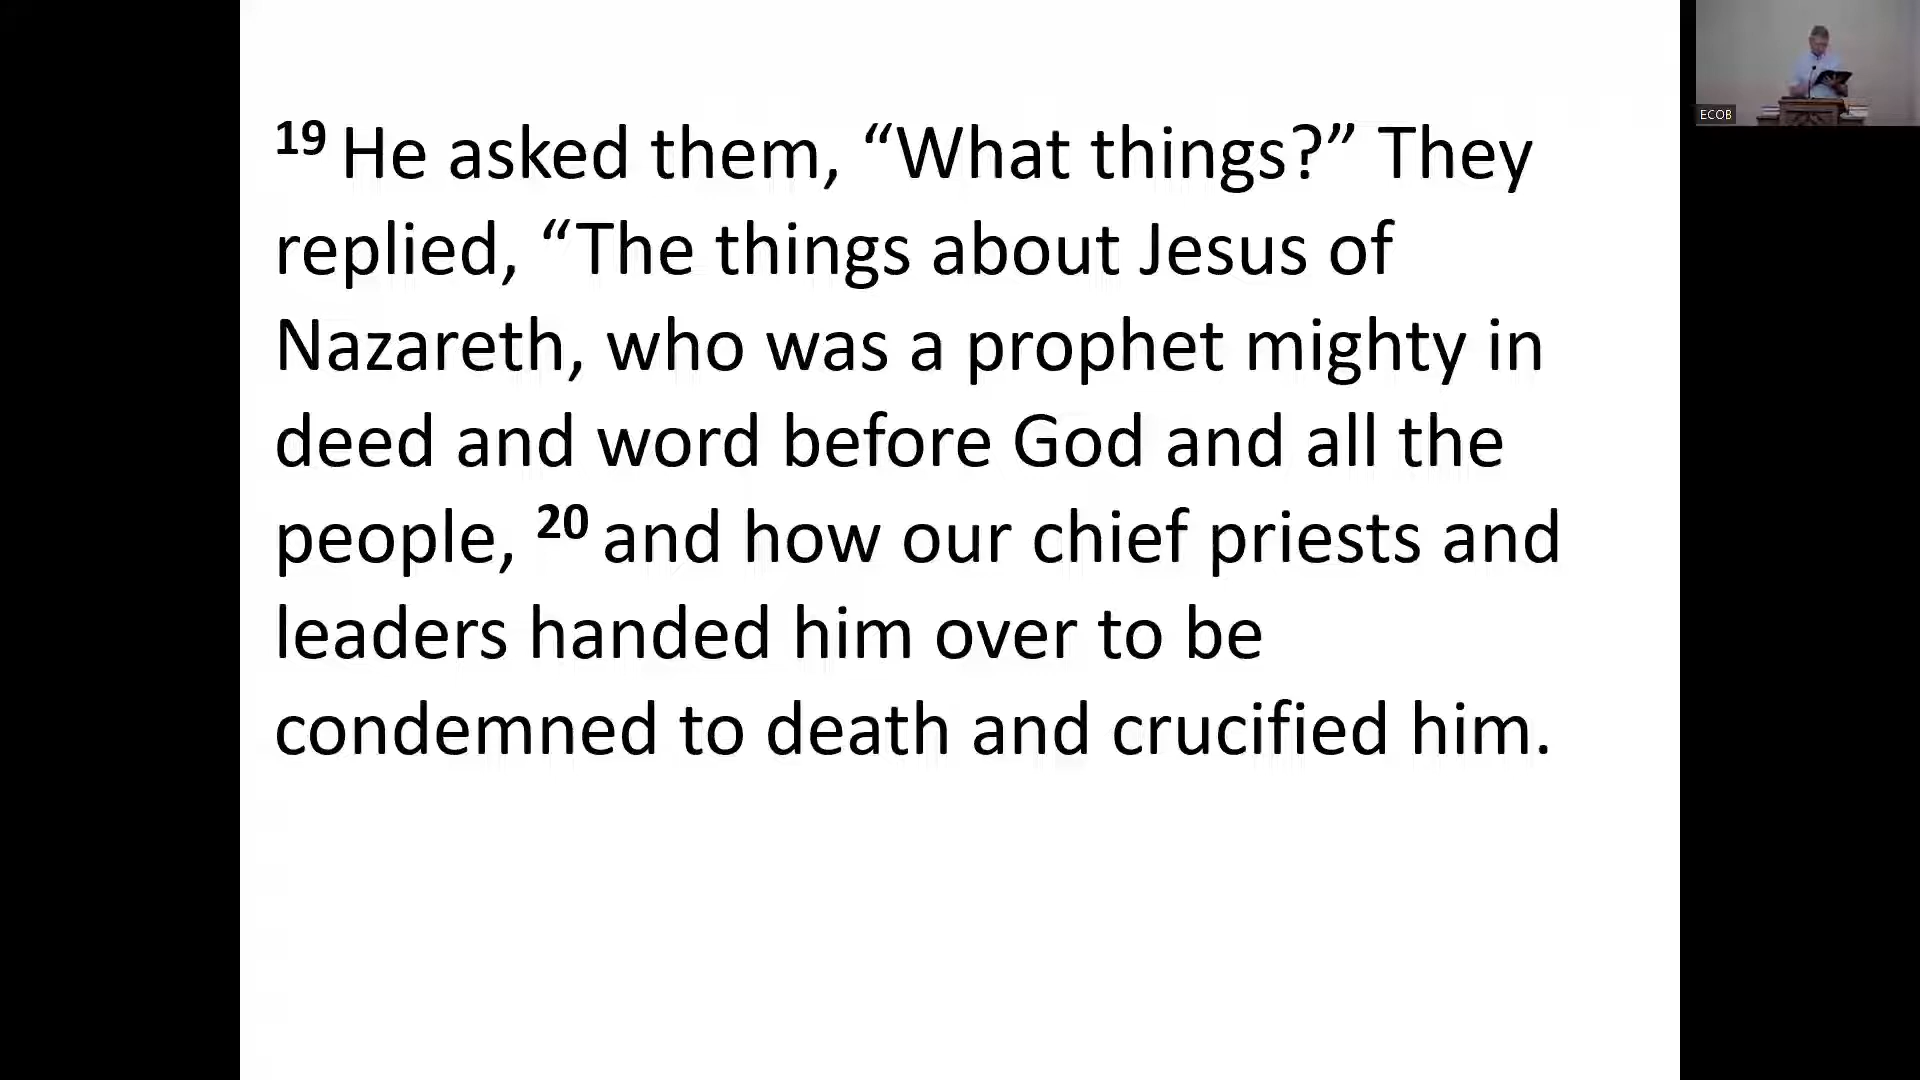 19 He asked them, “What things?” They
replied, “The things about Jesus of
Nazareth, who was a prophet mighty in
deed and word before God and all the
people, 20 and how our chief priests and
leaders handed him over to be
condemned to death and crucified him.
ECOB